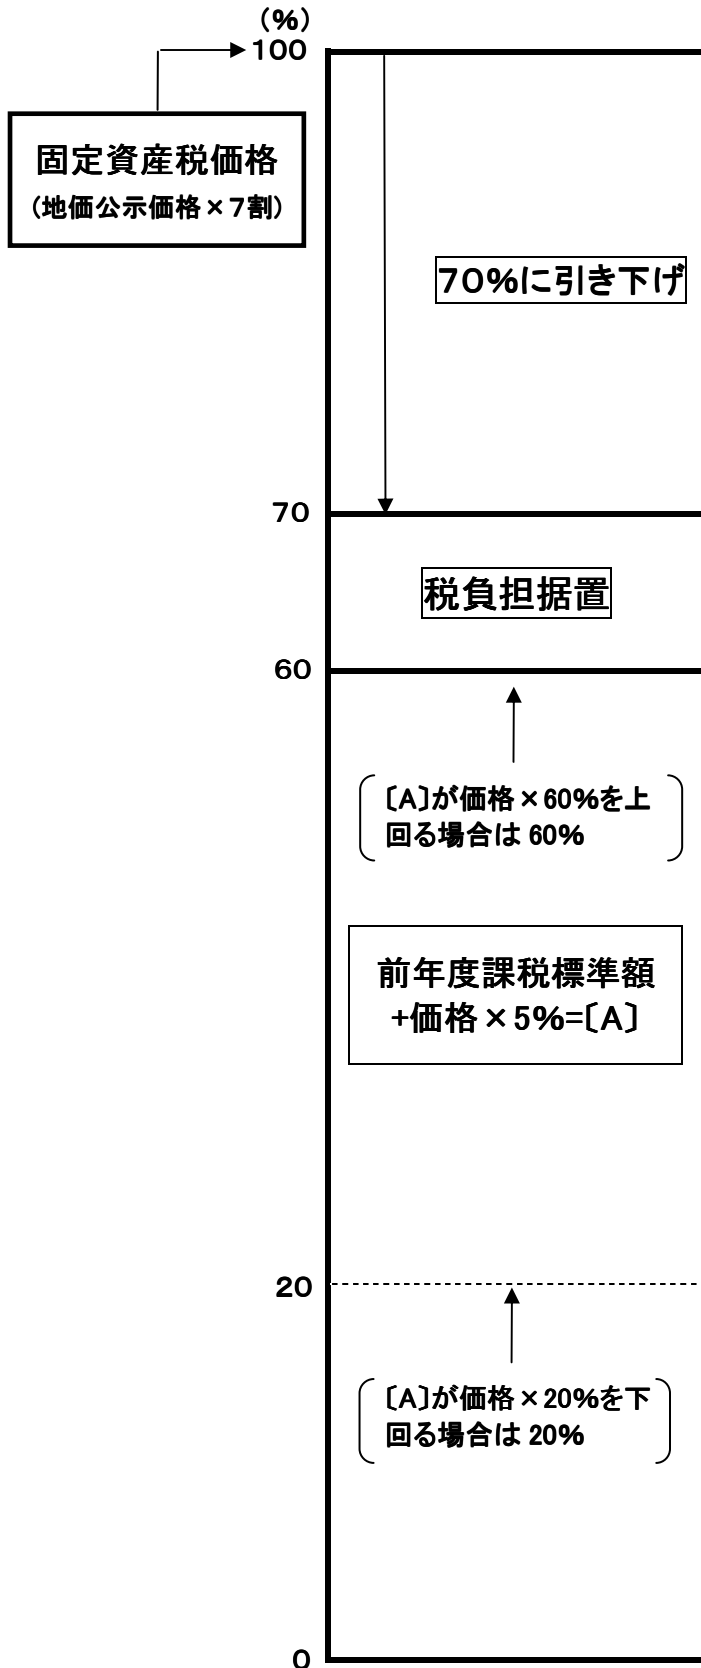 (%)
100
固定資産税価格
(地価公示価格×7割)
70%に引き下げ
70
税負担据置
60
〔A〕が価格×60%を上
回る場合は 60%
前年度課税標準額
+価格×5%=〔A〕
20
〔A〕が価格×20%を下
回る場合は 20%
0